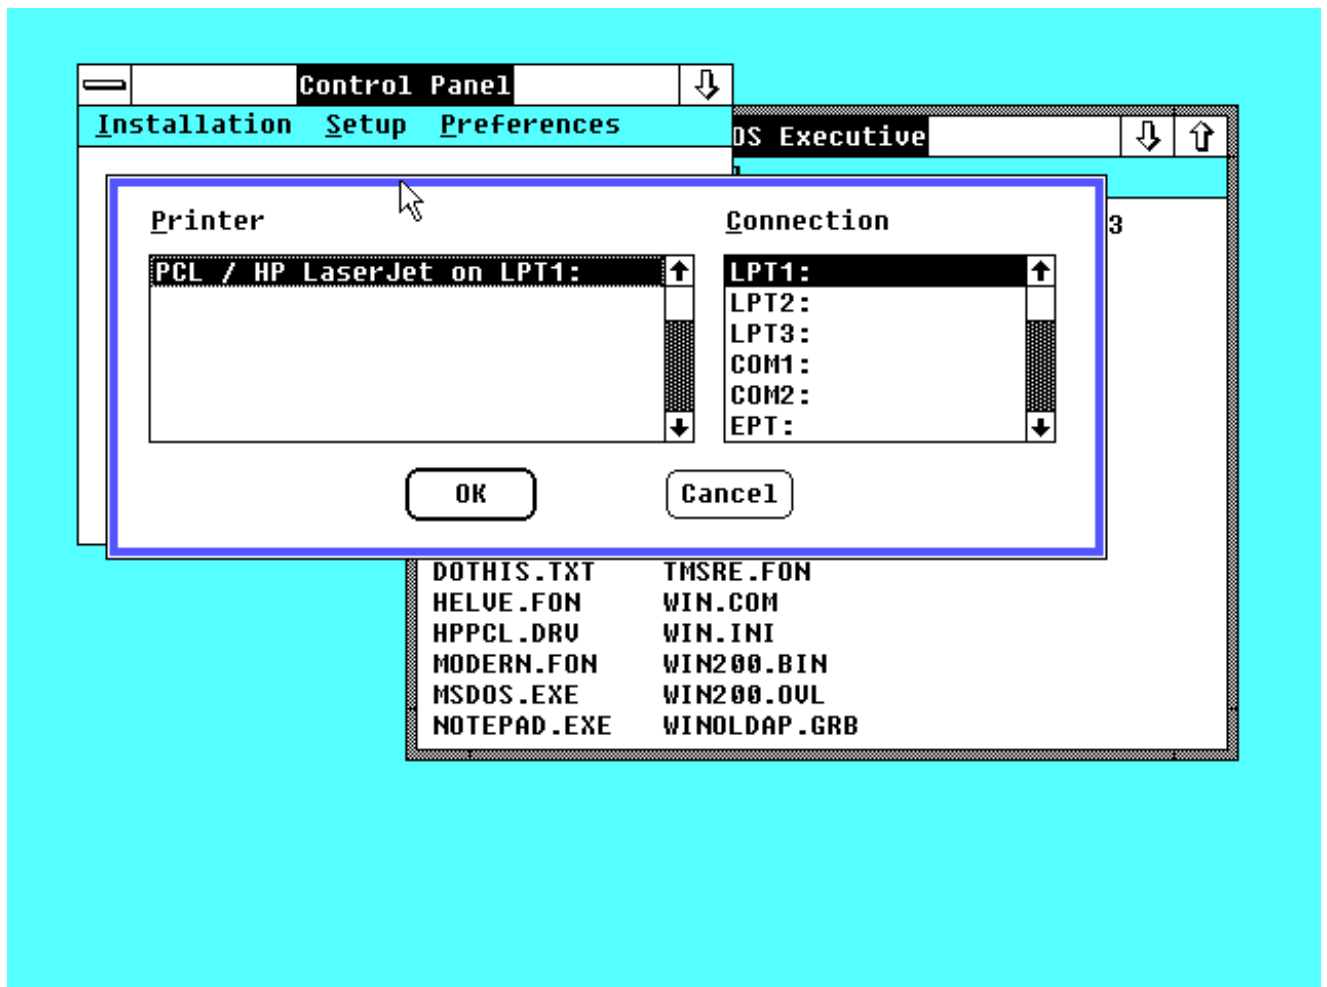 Control Panel
Installation Setup Preferences
OS Executive
Printer
Connection
3
PCL / HP LaserJet on LPT1:
LPT1:
LPT2:
LPT3:
COM1:
COM2:
EPT:
OK
Cancel
DOTHIS.TXT TMSRE.FON
HELVE.FON WIN.COM
HPPCL.DRV WIN.INI
MODERN.FON WIN200.BIN
MSDOS.EXE WIN200.OVL
NOTEPAD.EXE WINOLDAP.GRB